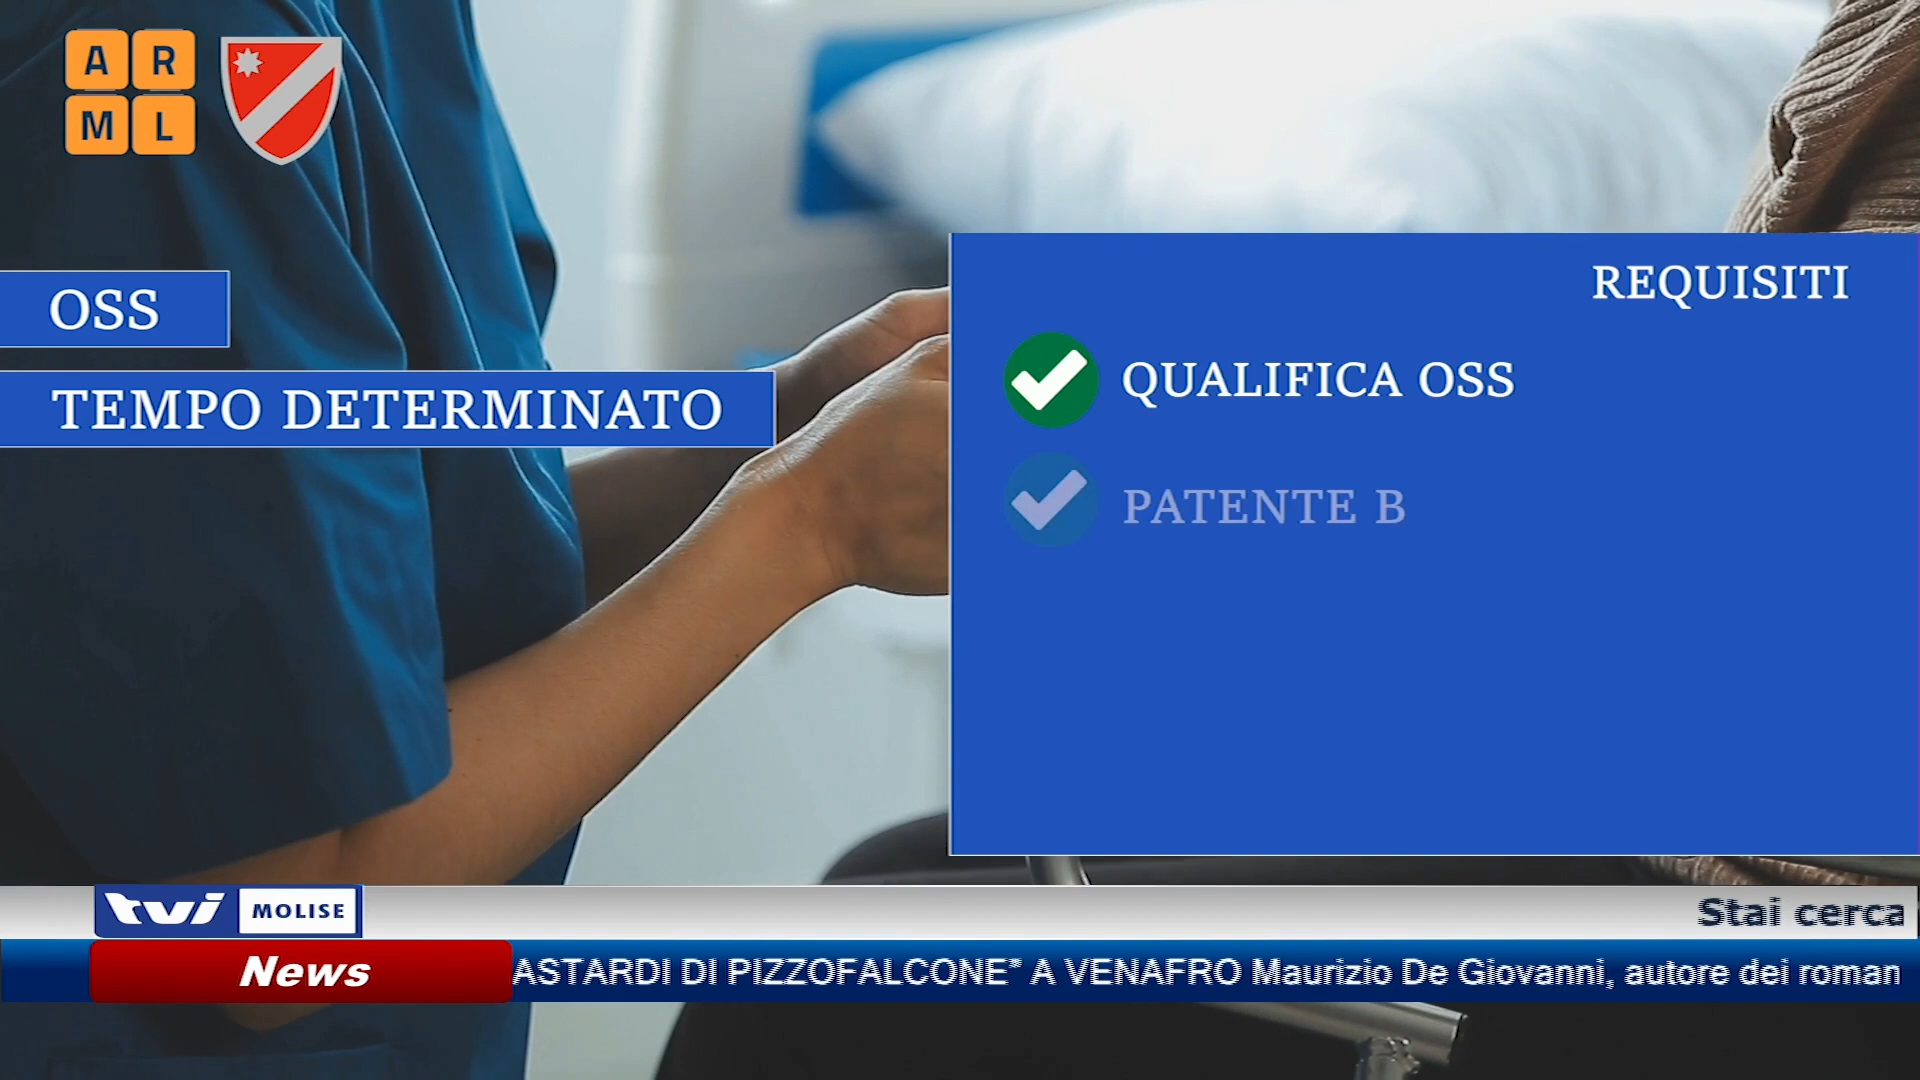 A R
M L
OSS
TEMPO DETERMINATO
REQUISITI
QUALIFICA OSS
PATENTE B
tvi MOLISE
Stai cerca
News
ASTARDI DI PIZZOFALCONE" A VENAFRO Maurizio De Giovanni, autore dei roman